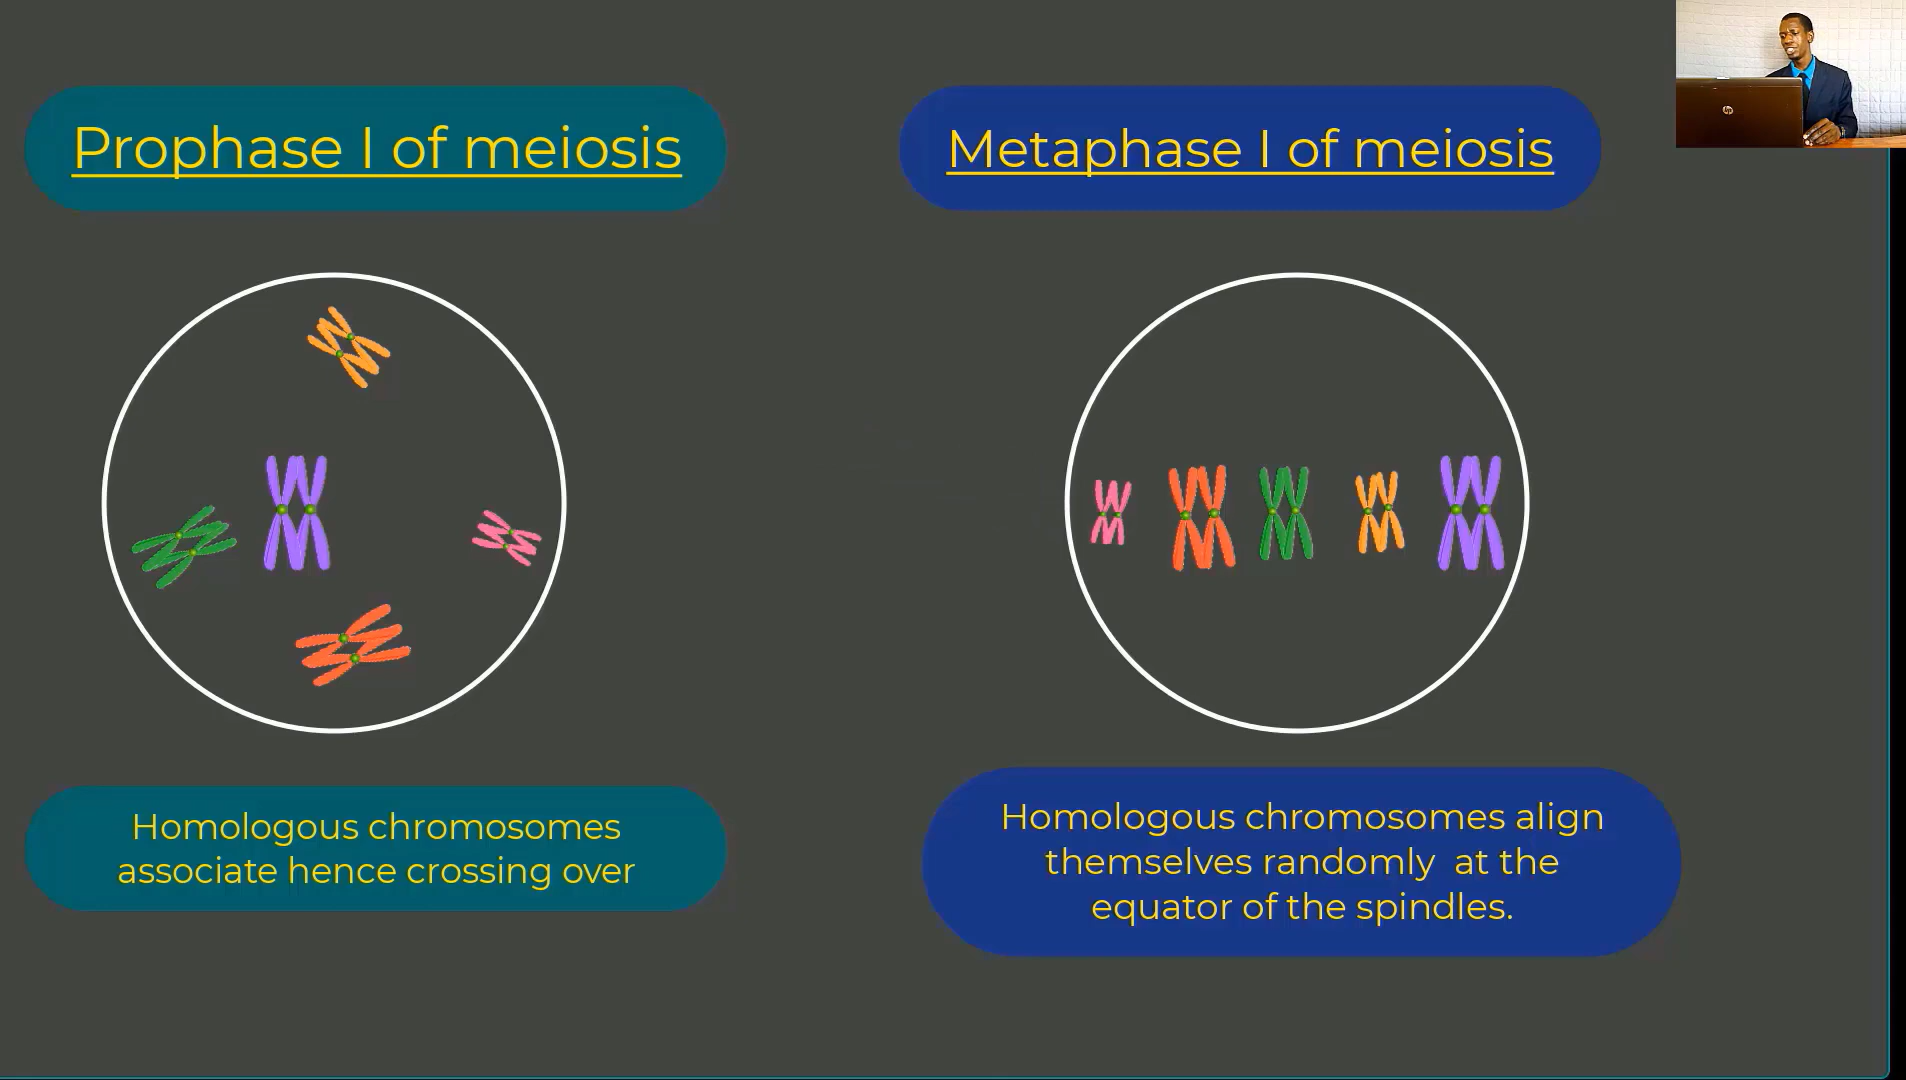 Prophase I of meiosis
Metaphase I of meiosis
Homologous chromosomes
associate hence crossing over
Homologous chromosomes align
themselves randomly at the
equator of the spindles.
hp